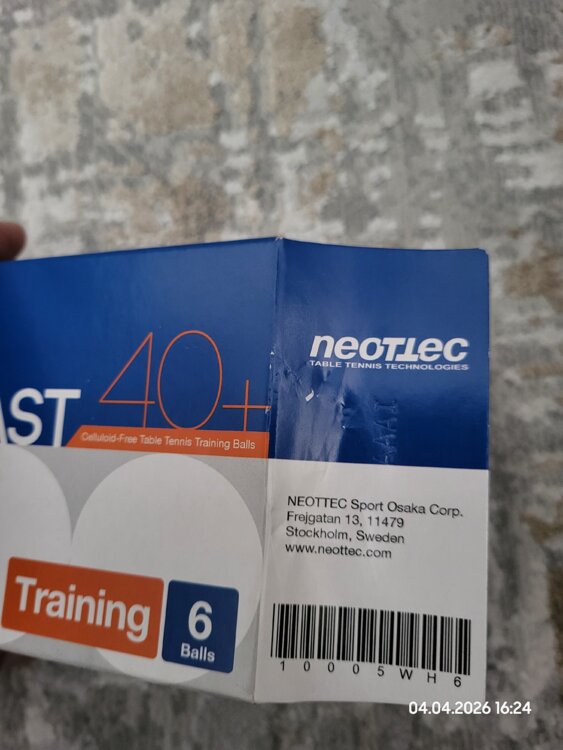 AST
40+
Celluloid-Free Table Tennis Training Balls
Training
6
Balls
neoTTec
TABLE TENNIS TECHNOLOGIES
NEOTTEC Sport Osaka Corp.
Frejgatan 13, 11479
Stockholm, Sweden
www.neottec.com
10005WH6
04.04.2026 16:24